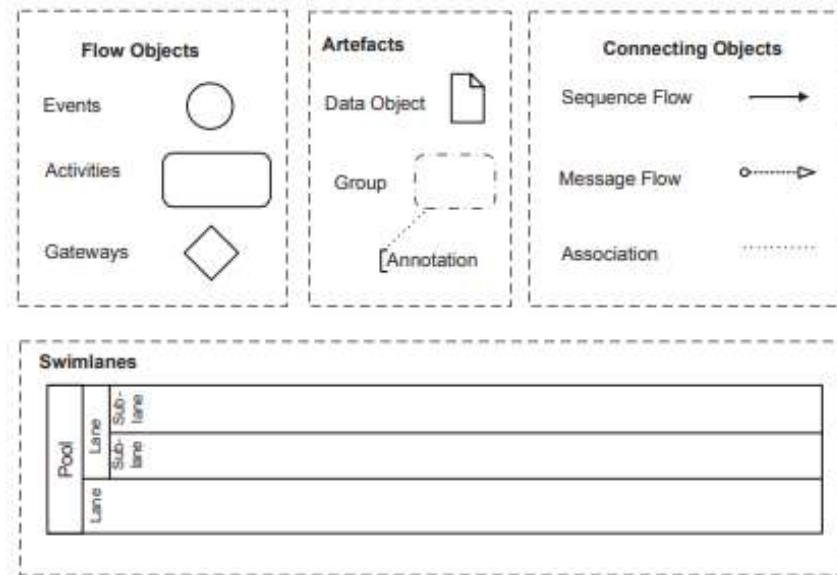 Flow Objects
Events
Activities
Gateways
Artefacts
Data Object
Group
Annotation
Connecting Objects
Sequence Flow
Message Flow
Association
Swimlanes
Pool
Lane
Sub-
lane
Sub-
lane
Lane